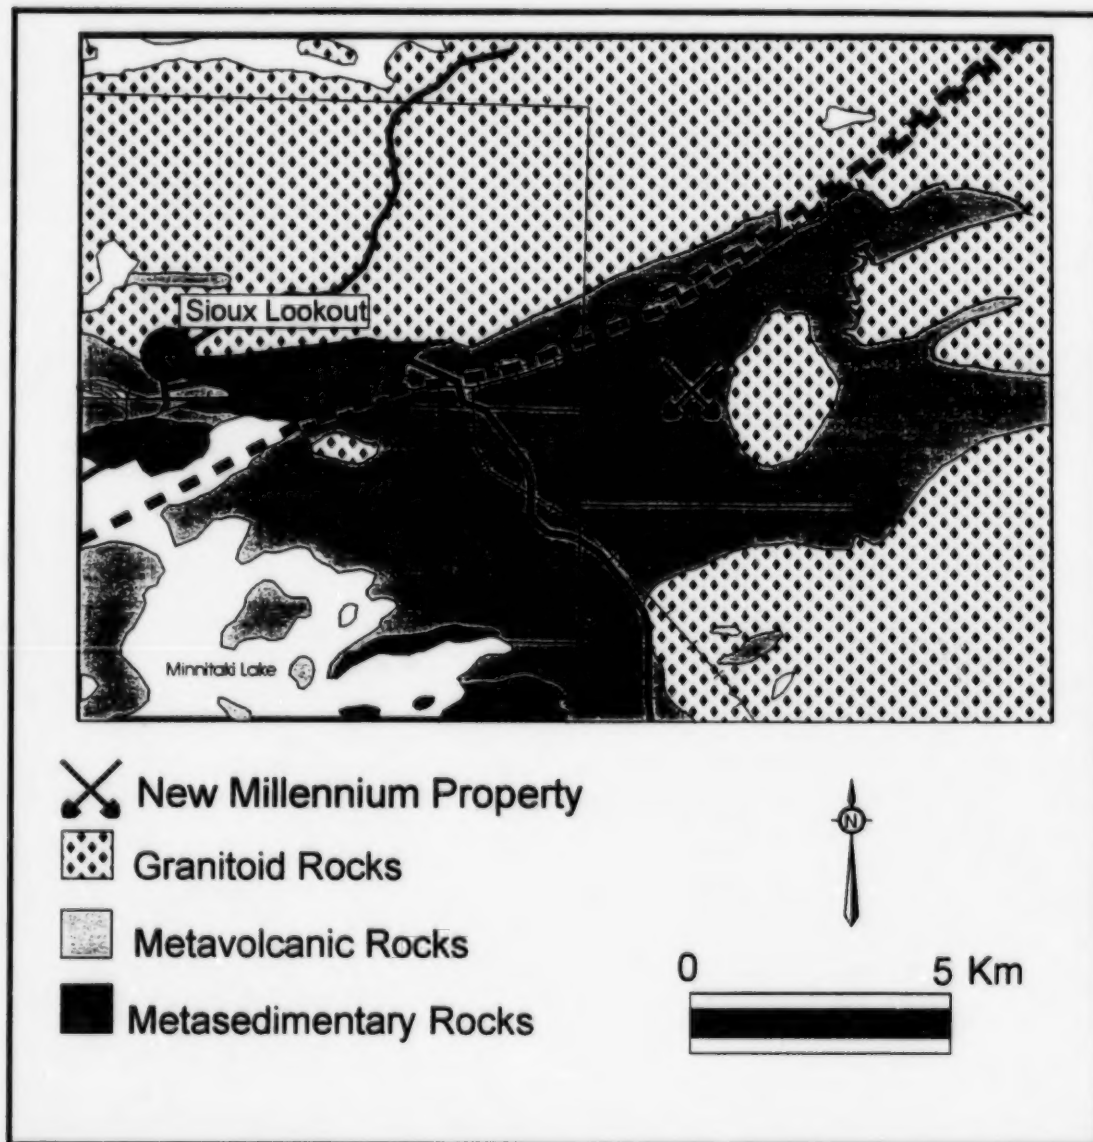 Sioux Lookout
Minnitaki Lake
New Millennium Property
Granitoid Rocks
Metavolcanic Rocks
Metasedimentary Rocks
N
0 5 Km